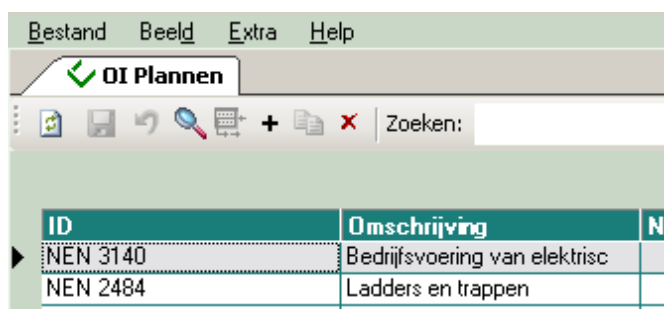 Bestand Beeld Extra Help
OI Plannen
Zoeken:
ID Omschrijving N
NEN 3140 Bedrijfsvoering van elektrisc
NEN 2484 Ladders en trappen